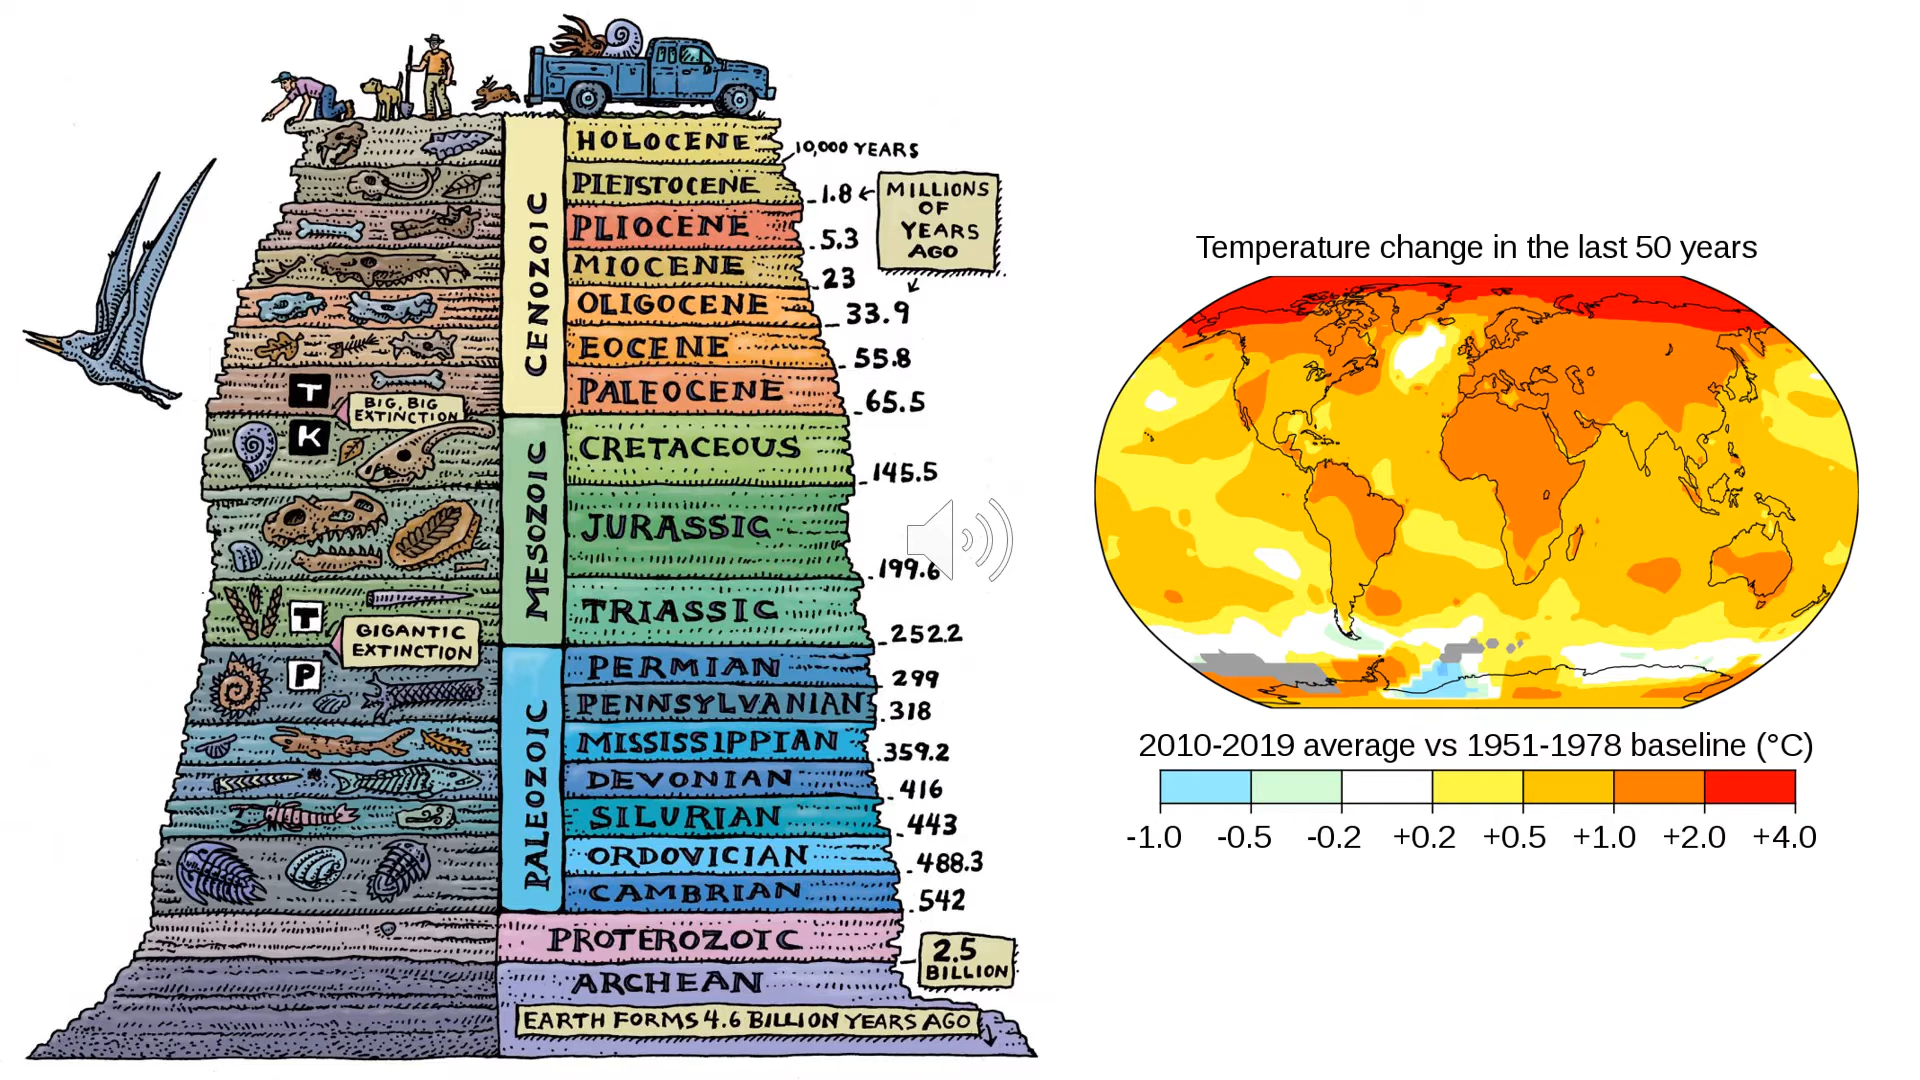 HOLOCENE
10,000 YEARS
PLEISTOCENE
1.8
MILLIONS
OF
YEARS
AGO
PLIOCENE
5.3
MIOCENE
23
OLIGOCENE
33.9
EOCENE
55.8
PALEOCENE
65.5
CENOZOIC
T
BIG, BIG
EXTINCTION
K
CRETACEOUS
145.5
JURASSIC
199.6
TRIASSIC
252.2
MESOZOIC
T
GIGANTIC
EXTINCTION
P
PERMIAN
299
PENNSYLVANIAN
318
MISSISSIPPIAN
359.2
DEVONIAN
416
SILURIAN
443
ORDOVICIAN
488.3
CAMBRIAN
542
PALEOZOIC
PROTEROZOIC
2.5
BILLION
ARCHEAN
EARTH FORMS 4.6 BILLION YEARS AGO
Temperature change in the last 50 years
2010-2019 average vs 1951-1978 baseline (°C)
-1.0 -0.5 -0.2 +0.2 +0.5 +1.0 +2.0 +4.0